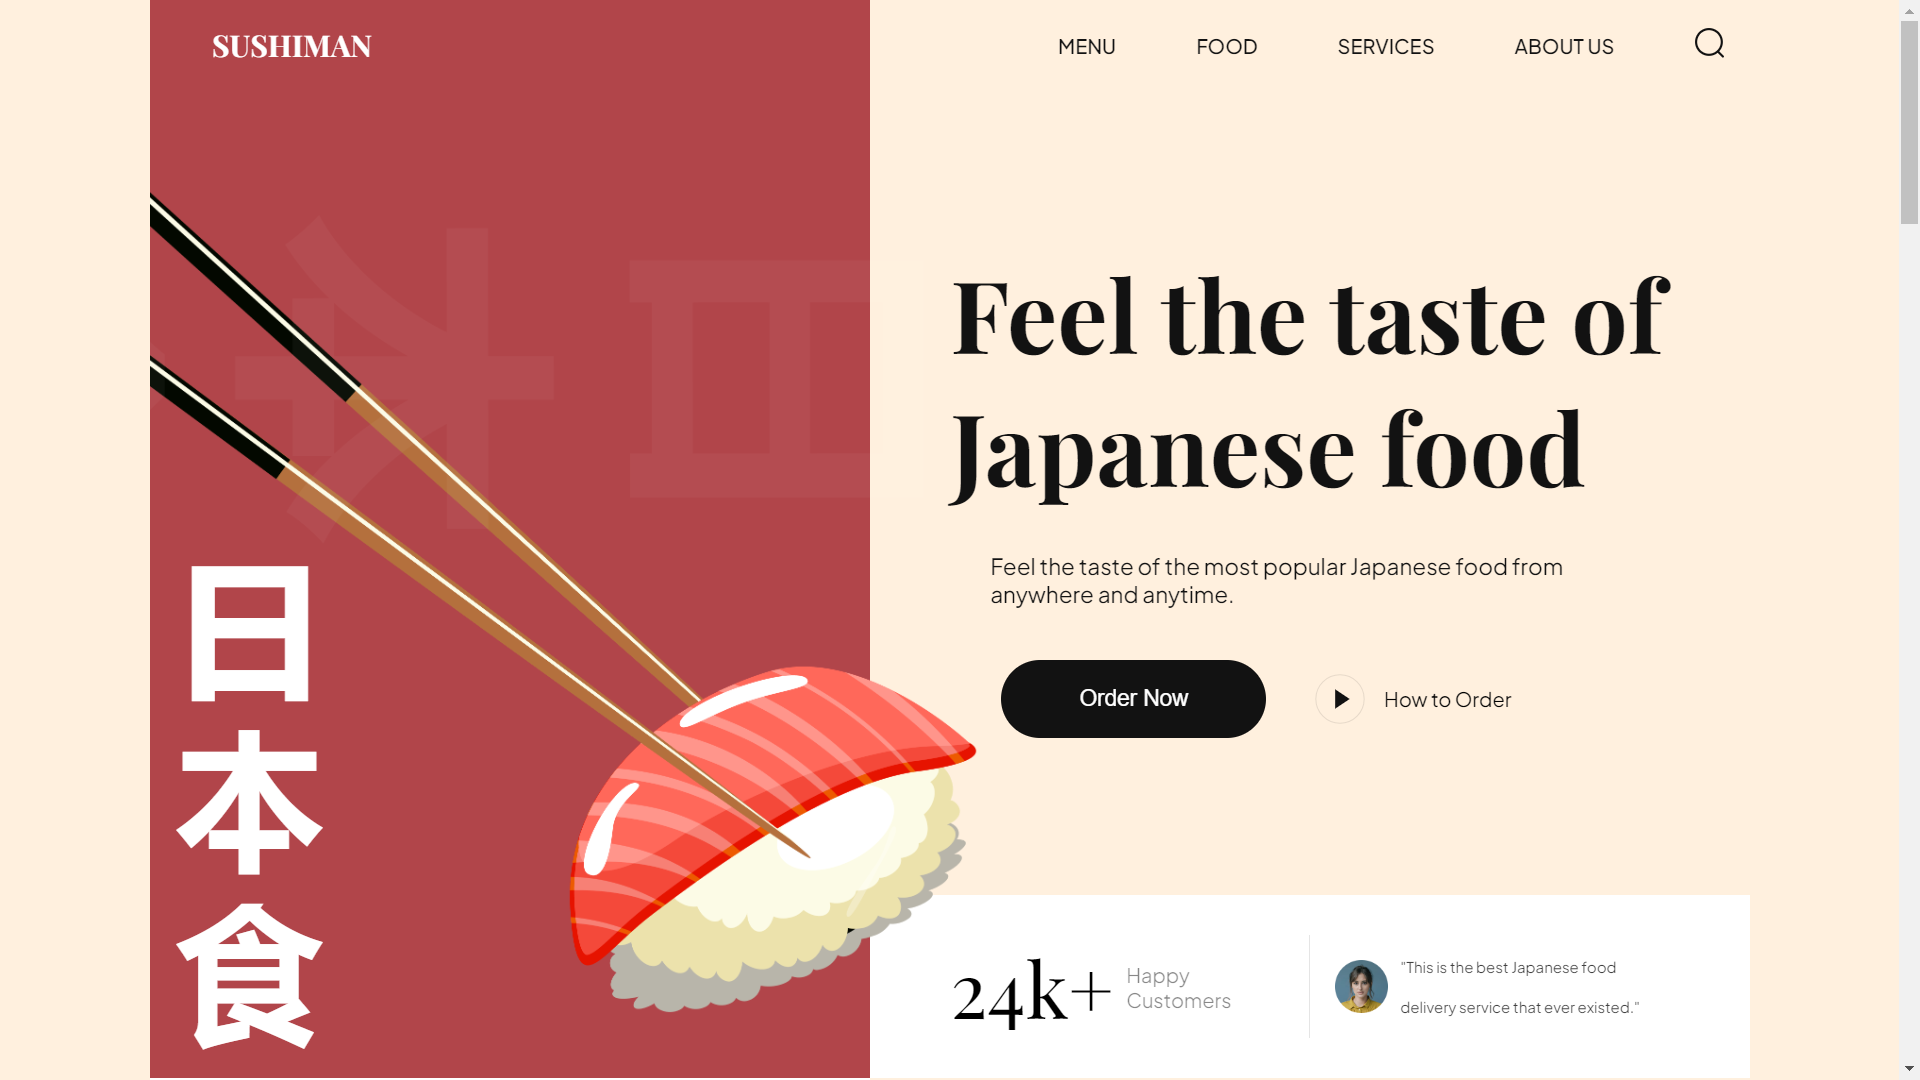 SUSHIMAN
MENU
FOOD
SERVICES
ABOUT US
Feel the taste of
Japanese food
Feel the taste of the most popular Japanese food from
anywhere and anytime.
Order Now
How to Order
日
本
食
24k+
Happy
Customers
"This is the best Japanese food
delivery service that ever existed."